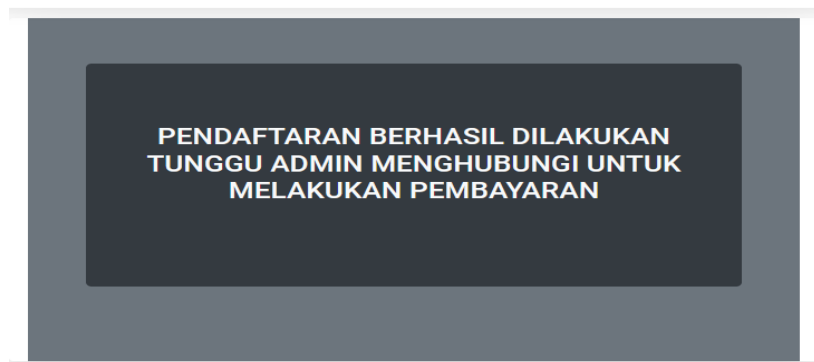 PENDAFTARAN BERHASIL DILAKUKAN
TUNGGU ADMIN MENGHUBUNGI UNTUK
MELAKUKAN PEMBAYARAN